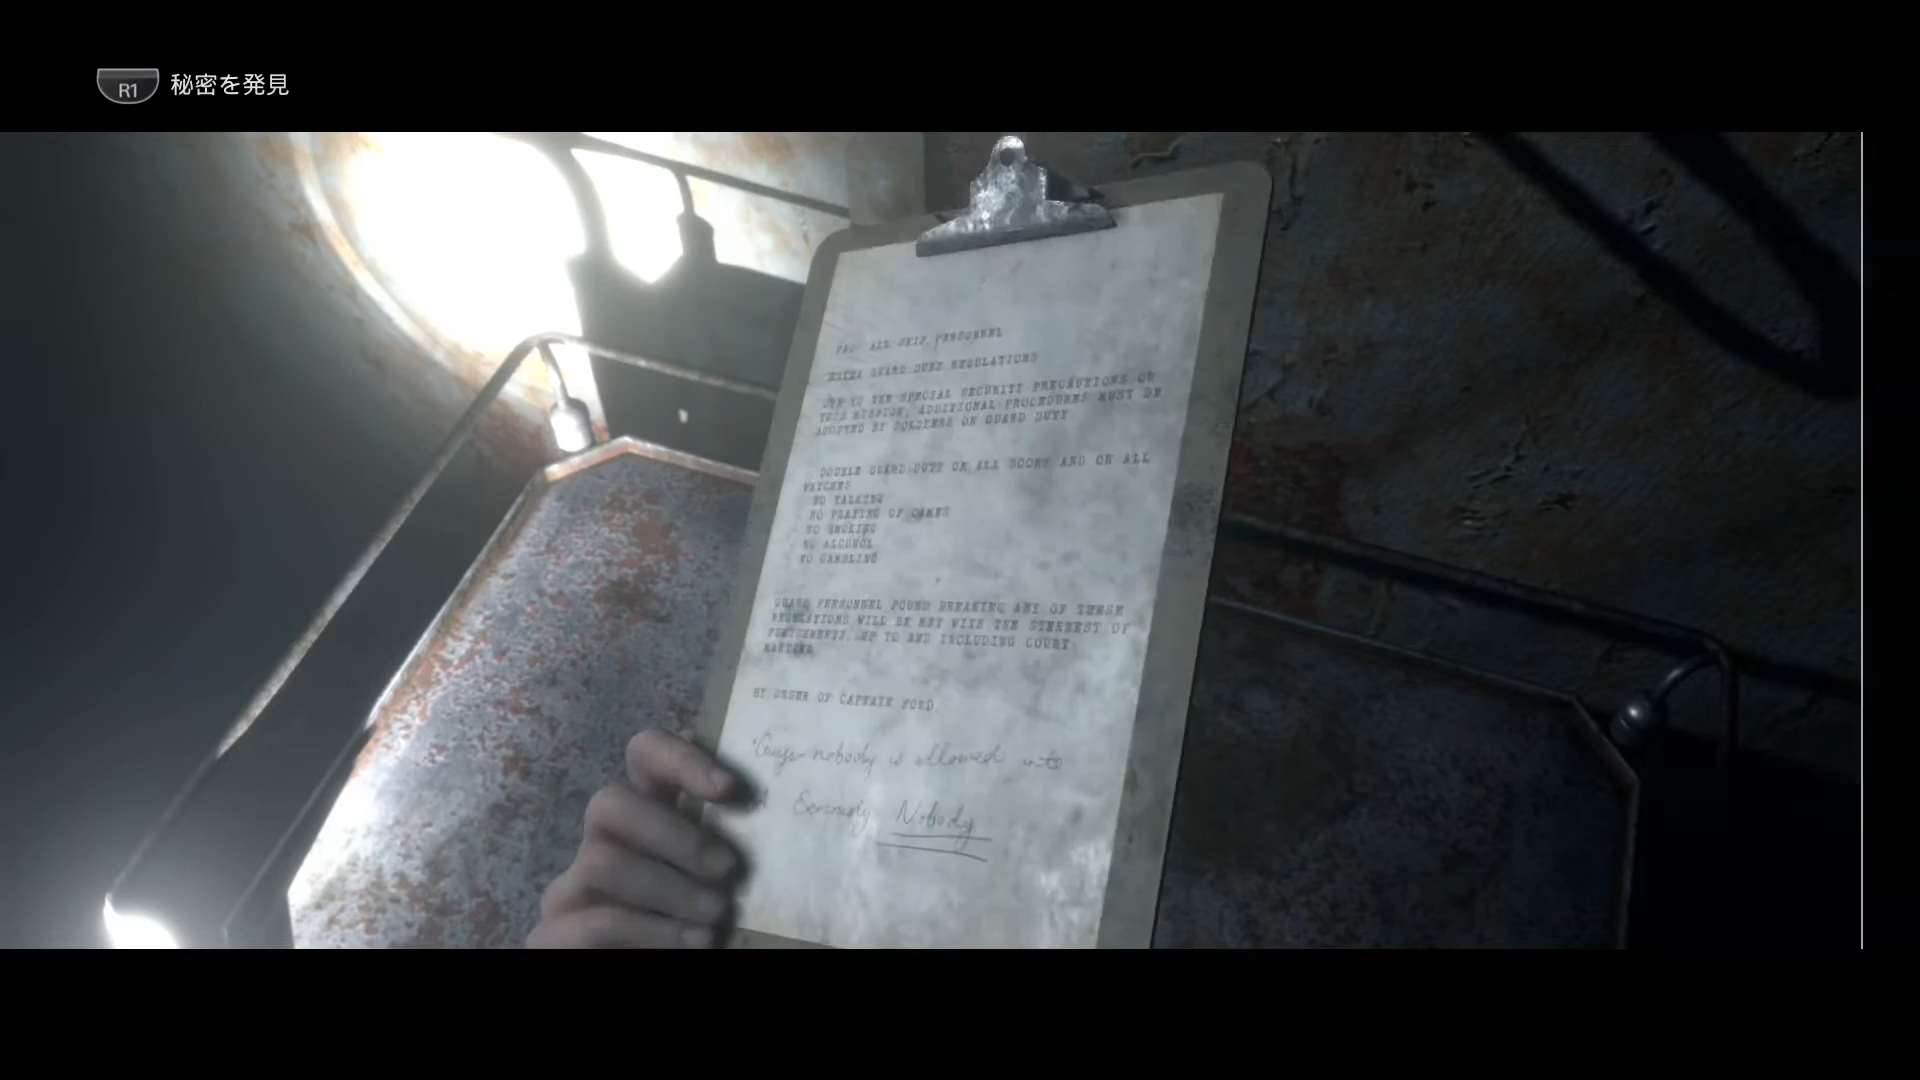 R1 秘密を発見
FAO: ALL SHIP PERSONNEL
EXTRA GUARD DUTY REGULATIONS
DUE TO THE SPECIAL SECURITY PRECAUTIONS OF
THIS MISSION, ADDITIONAL PROCEDURES MUST BE
ADOPTED BY SOLDIERS ON GUARD DUTY
DOUBLE GUARD DUTY ON ALL DOORS AND ON ALL
WATCHES
NO TALKING
NO PLAYING OF GAMES
NO SMOKING
NO ALCOHOL
NO GAMBLING
GUARD PERSONNEL FOUND BREAKING ANY OF THESE
REGULATIONS WILL BE MET WITH THE STERNEST OF
PUNISHMENTS, UP TO AND INCLUDING COURT-
MARTIAL
BY ORDER OF CAPTAIN FORD.
Guys- nobody is allowed into
Seriously Nobody